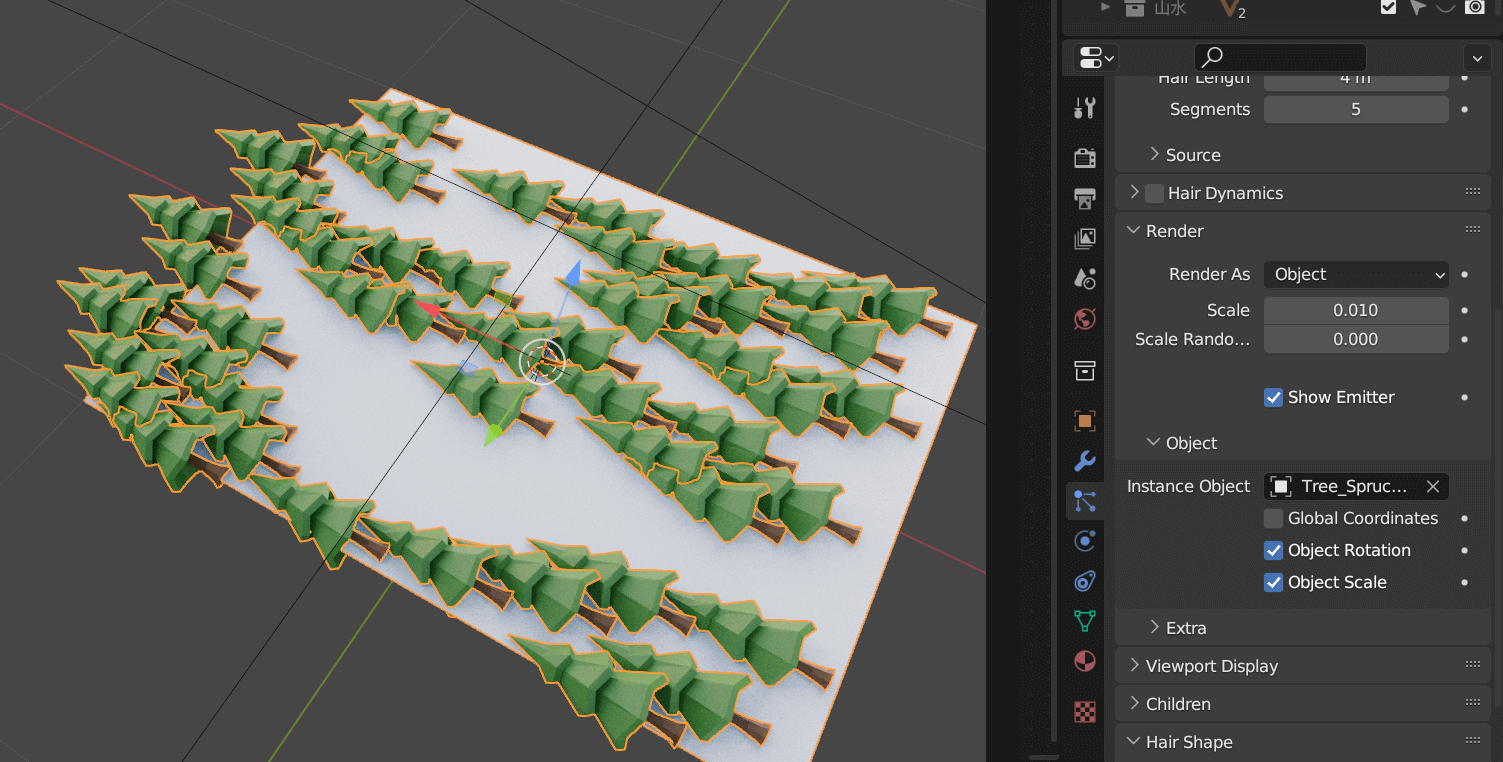 山水
2
Hair Length 4 m
Segments 5
Source
Hair Dynamics
Render
Render As Object
Scale 0.010
Scale Rando... 0.000
Show Emitter
Object
Instance Object Tree_Spruc...
Global Coordinates
Object Rotation
Object Scale
Extra
Viewport Display
Children
Hair Shape